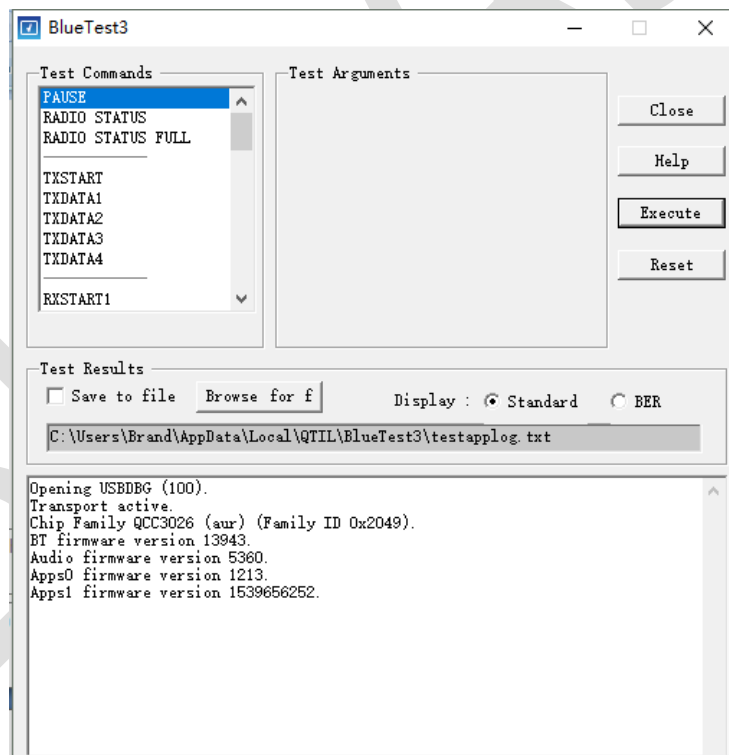 BlueTest3
Test Commands
PAUSE
RADIO STATUS
RADIO STATUS FULL
TXSTART
TXDATA1
TXDATA2
TXDATA3
TXDATA4
RXSTART1
Test Arguments
Close
Help
Execute
Reset
Test Results
Save to file Browse for f Display : Standard BER
C:\Users\Brand\AppData\Local\QTIL\BlueTest3\testapplog.txt
Opening USBDBG (100).
Transport active.
Chip Family QCC3026 (aur) (Family ID 0x2049).
BT firmware version 13943.
Audio firmware version 5360.
Apps0 firmware version 1213.
Apps1 firmware version 1539656252.